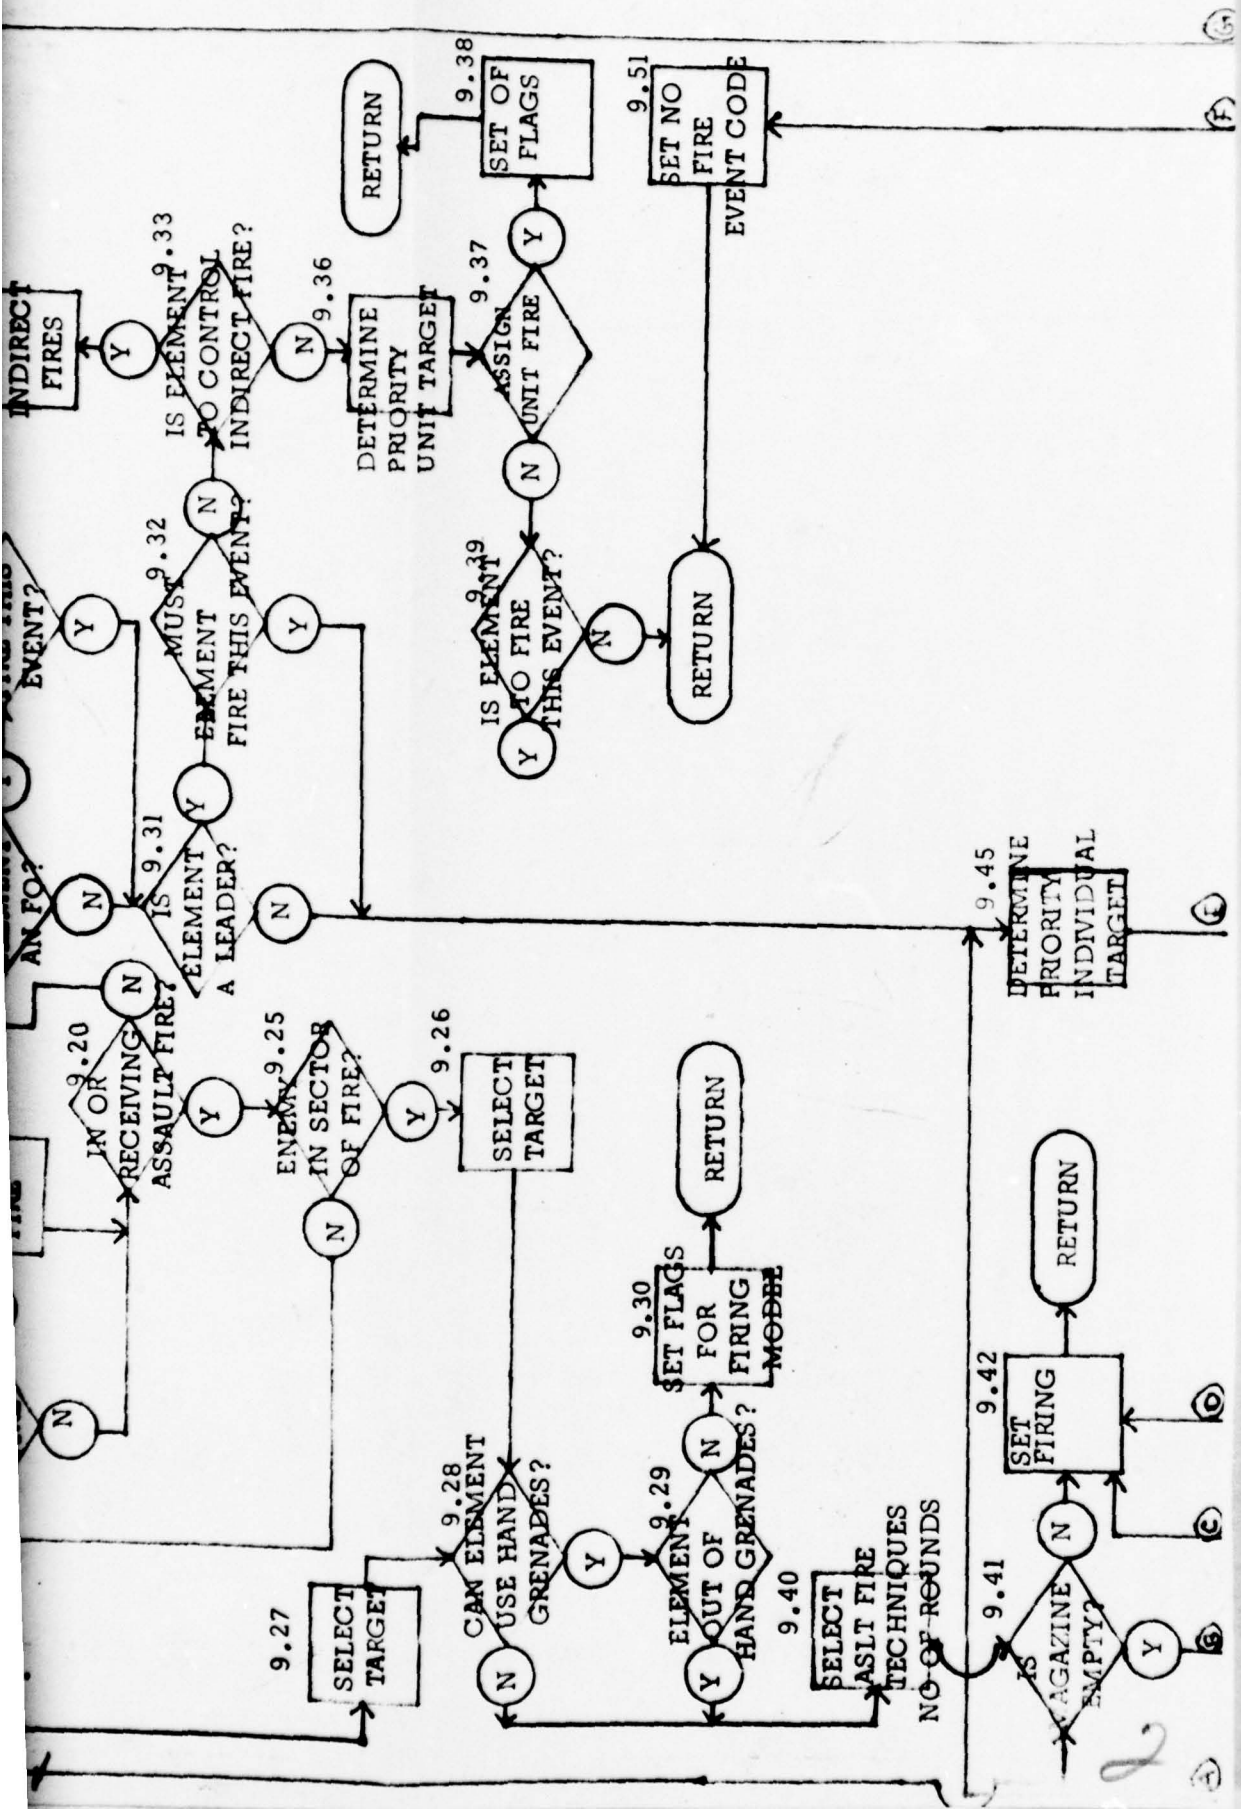 INDIRECT
FIRES
Y
9.33
IS ELEMENT
TO CONTROL
INDIRECT FIRE?
N
9.36
DETERMINE
PRIORITY
UNIT TARGET
9.37
ASSIGN
UNIT FIRE
Y
9.38
SET OF
FLAGS
RETURN
N
9.39
IS ELEMENT
TO FIRE
THIS EVENT?
Y
N
RETURN
9.51
SET NO
FIRE
EVENT CODE
EVENT?
Y
9.32
MUST
ELEMENT
FIRE THIS EVENT?
N
Y
AN FO?
N
9.31
IS
ELEMENT
A LEADER?
Y
N
9.45
DETERMINE
PRIORITY
INDIVIDUAL
TARGET
9.20
IN OR
RECEIVING
ASSAULT FIRE?
N
Y
9.25
ENEMY
IN SECTOR
OF FIRE?
N
Y
9.26
SELECT
TARGET
N
9.27
SELECT
TARGET
9.28
CAN ELEMENT
USE HAND
GRENADES?
N
Y
9.29
ELEMENT
OUT OF
HAND GRENADES?
Y
N
9.30
SET FLAGS
FOR
FIRING
MODEL
RETURN
9.40
SELECT
ASLT FIRE
TECHNIQUES
NO OF ROUNDS
9.41
IS
AGAZINE
EMPTY?
N
Y
9.42
SET
FIRING
RETURN
2
A
B
C
D
E
F
G